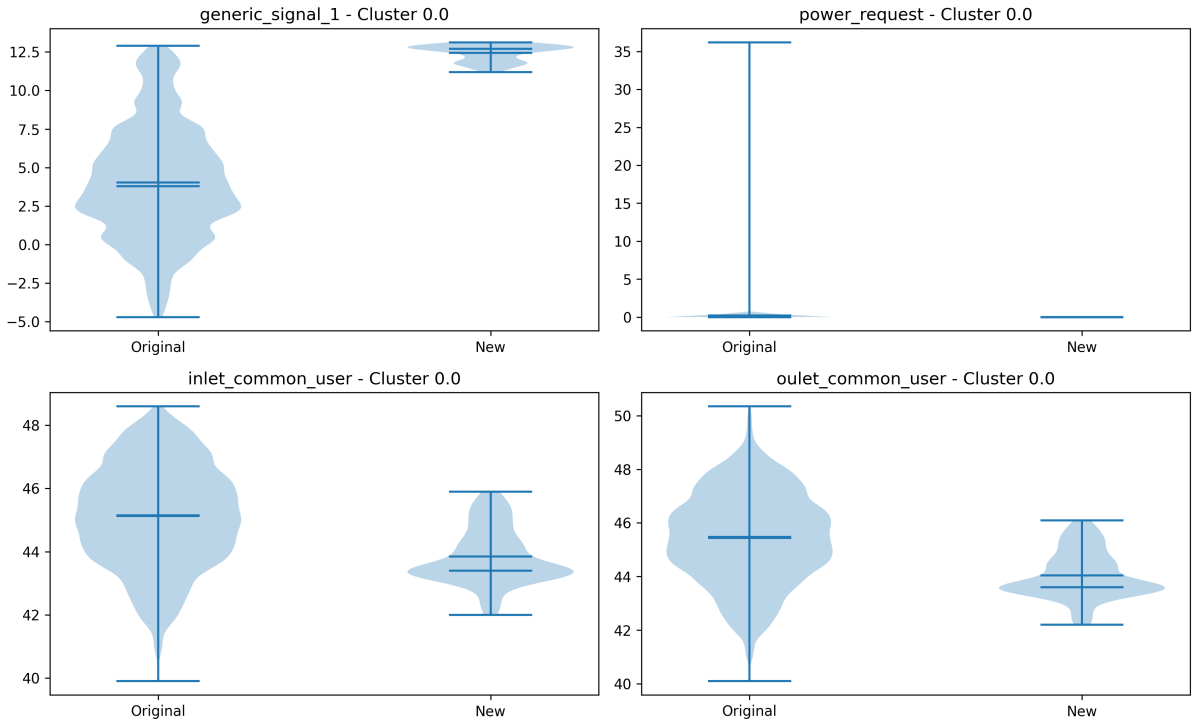 generic_signal_1 - Cluster 0.0
12.5
10.0
7.5
5.0
2.5
0.0
−2.5
−5.0
Original
New
power_request - Cluster 0.0
35
30
25
20
15
10
5
0
Original
New
inlet_common_user - Cluster 0.0
48
46
44
42
40
Original
New
oulet_common_user - Cluster 0.0
50
48
46
44
42
40
Original
New